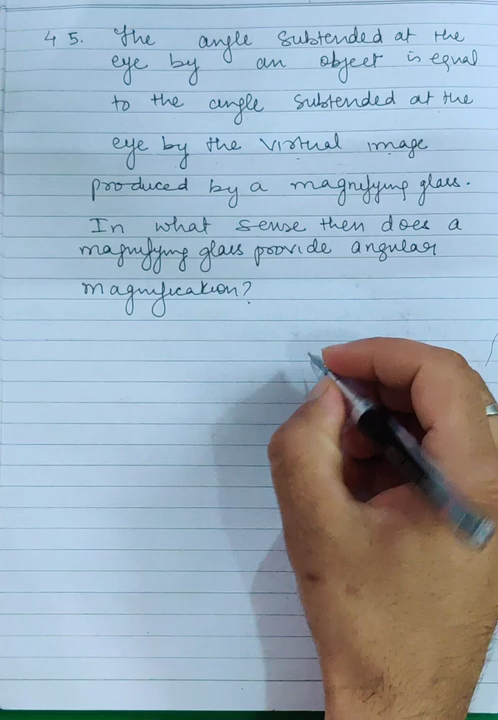 45. The angle subtended at the
eye by an object is equal
to the angle subtended at the
eye by the virtual image
produced by a magnifying glass.
In what sense then does a
magnifying glass provide angular
magnification?